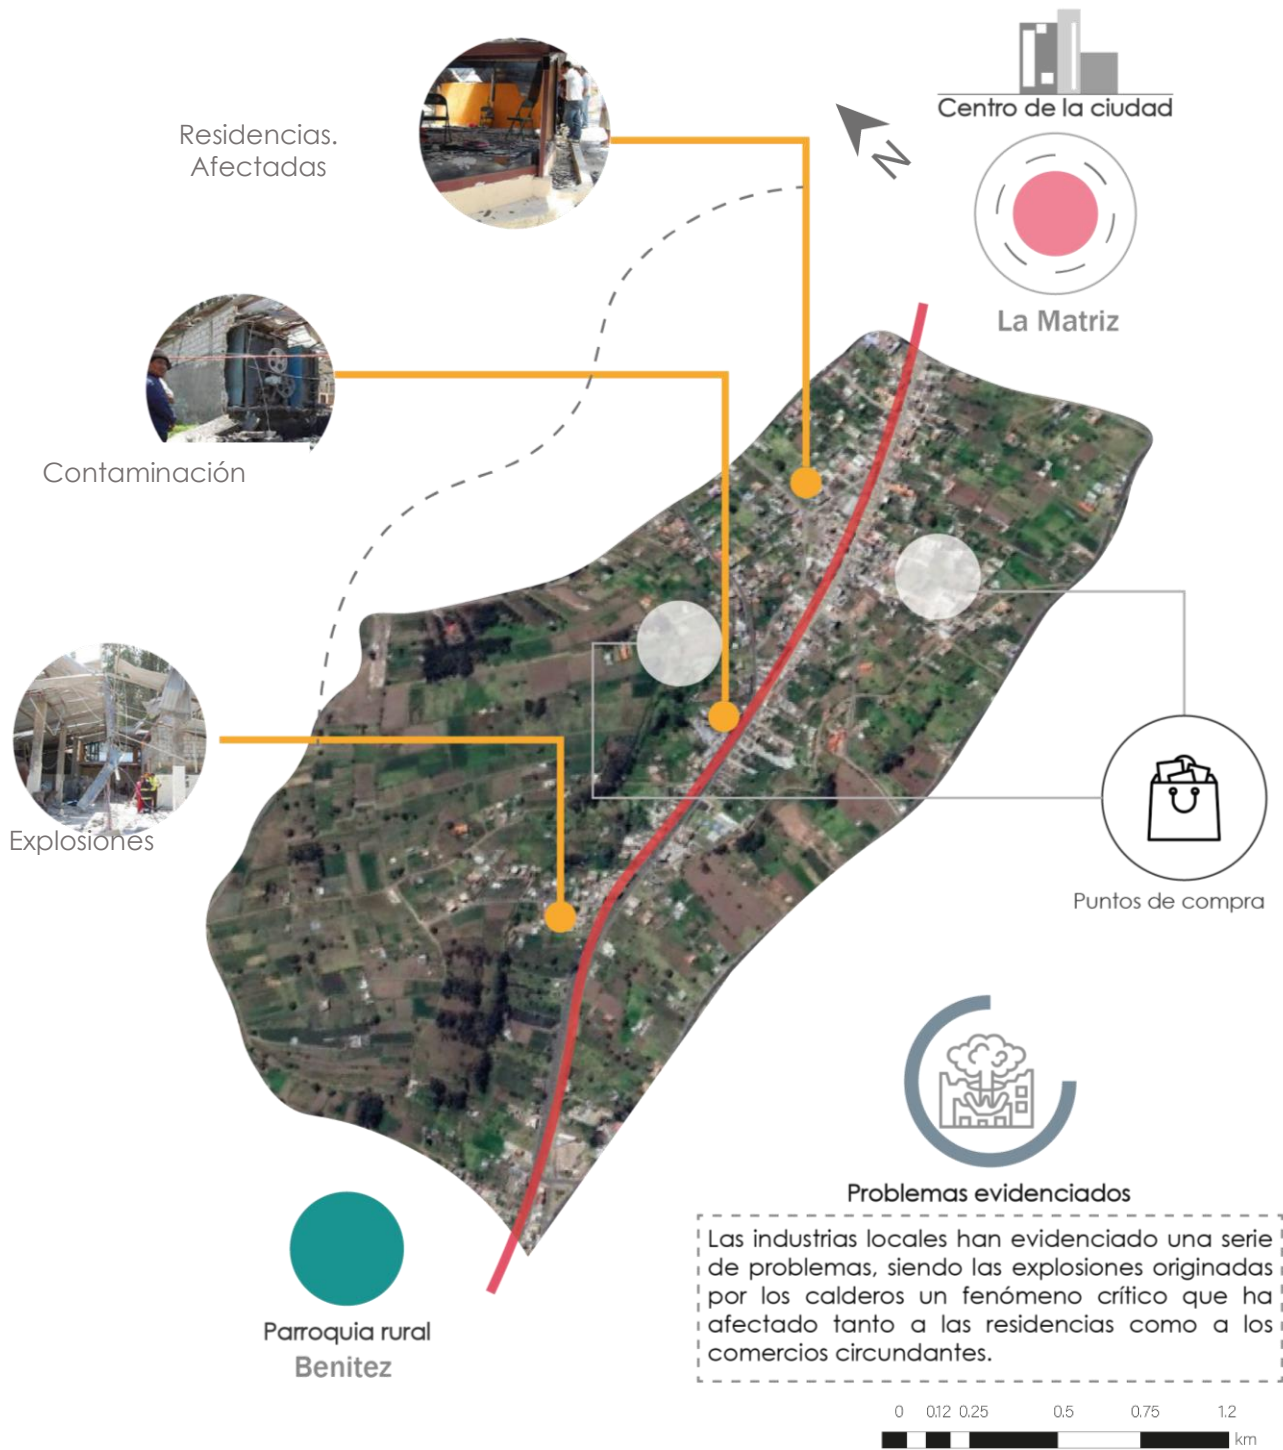 Centro de la ciudad
N
La Matriz
Residencias.
Afectadas
Contaminación
Explosiones
Puntos de compra
Problemas evidenciados
Las industrias locales han evidenciado una serie
de problemas, siendo las explosiones originadas
por los calderos un fenómeno crítico que ha
afectado tanto a las residencias como a los
comercios circundantes.
Parroquia rural
Benitez
0 0.12 0.25 0.5 0.75 1.2
km